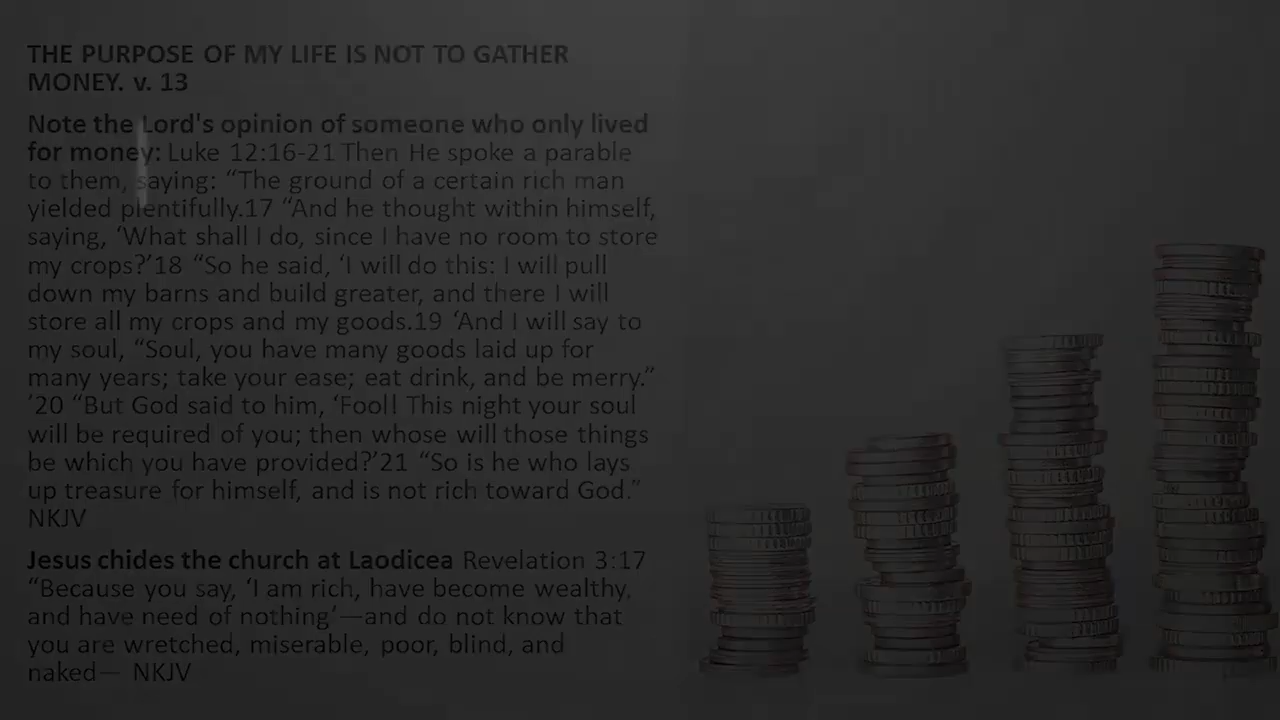 THE PURPOSE OF MY LIFE IS NOT TO GATHER
MONEY. v. 13
Note the Lord's opinion of someone who only lived
for money: Luke 12:16-21 Then He spoke a parable
to them, saying: “The ground of a certain rich man
yielded plentifully.17 “And he thought within himself,
saying, ‘What shall I do, since I have no room to store
my crops?’18 “So he said, ‘I will do this: I will pull
down my barns and build greater, and there I will
store all my crops and my goods.19 ‘And I will say to
my soul, “Soul, you have many goods laid up for
many years; take your ease; eat drink, and be merry.”
’20 “But God said to him, ‘Fool! This night your soul
will be required of you; then whose will those things
be which you have provided?’21 “So is he who lays
up treasure for himself, and is not rich toward God.”
NKJV
Jesus chides the church at Laodicea Revelation 3:17
“Because you say, ‘I am rich, have become wealthy,
and have need of nothing’—and do not know that
you are wretched, miserable, poor, blind, and
naked— NKJV